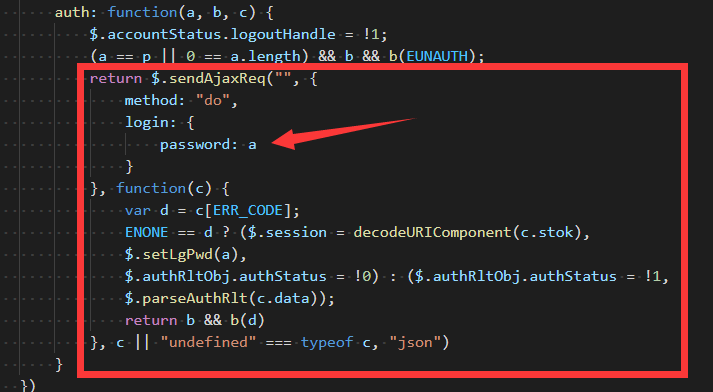 auth: function(a, b, c) {
$.accountStatus.logoutHandle = !1;
(a == p || 0 == a.length) && b && b(EUNAUTH);
return $.sendAjaxReq("", {
method: "do",
login: {
password: a
}
}, function(c) {
var d = c[ERR_CODE];
ENONE == d ? ($.session = decodeURIComponent(c.stok),
$.setLgPwd(a),
$.authRltObj.authStatus = !0) : ($.authRltObj.authStatus = !1,
$.parseAuthRlt(c.data));
return b && b(d)
}, c || "undefined" === typeof c, "json")
}
})